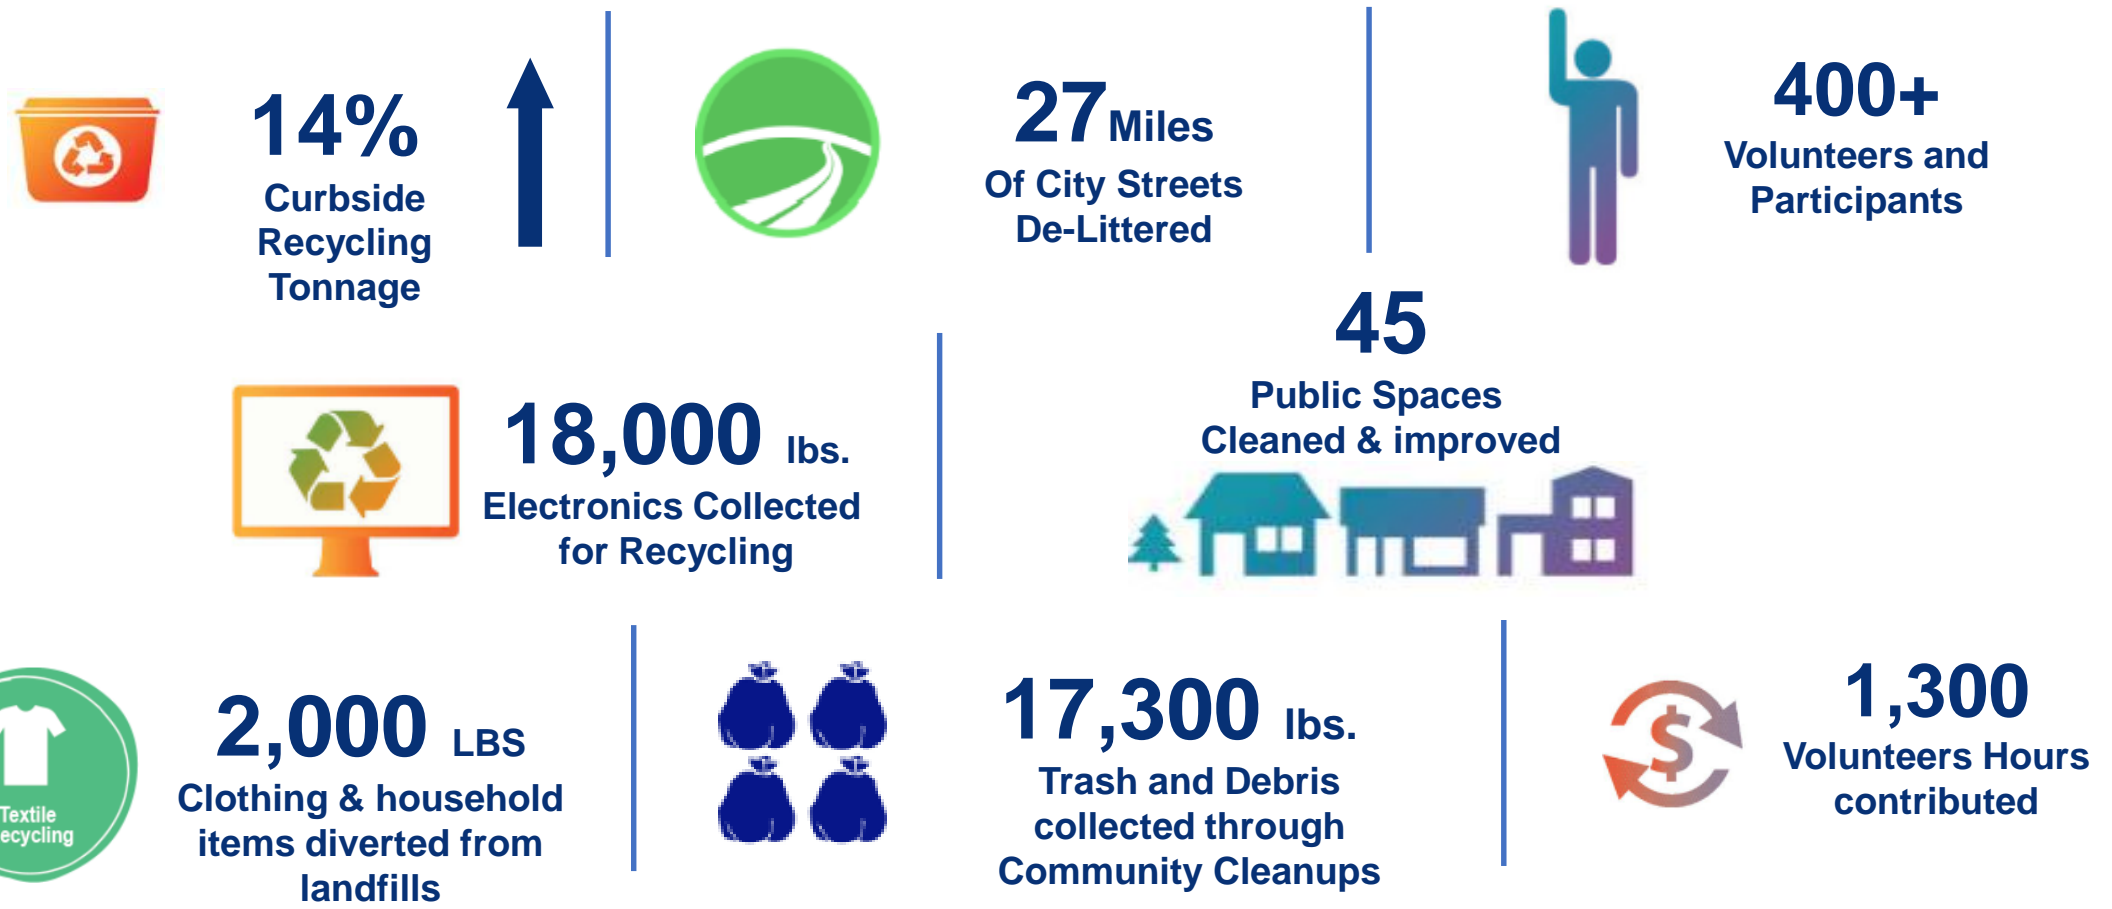 14%
Curbside
Recycling
Tonnage
27 Miles
Of City Streets
De-Littered
400+
Volunteers and
Participants
18,000 lbs.
Electronics Collected
for Recycling
45
Public Spaces
Cleaned & improved
Textile
ecycling
2,000 LBS
Clothing & household
items diverted from
landfills
17,300 lbs.
Trash and Debris
collected through
Community Cleanups
$
1,300
Volunteers Hours
contributed